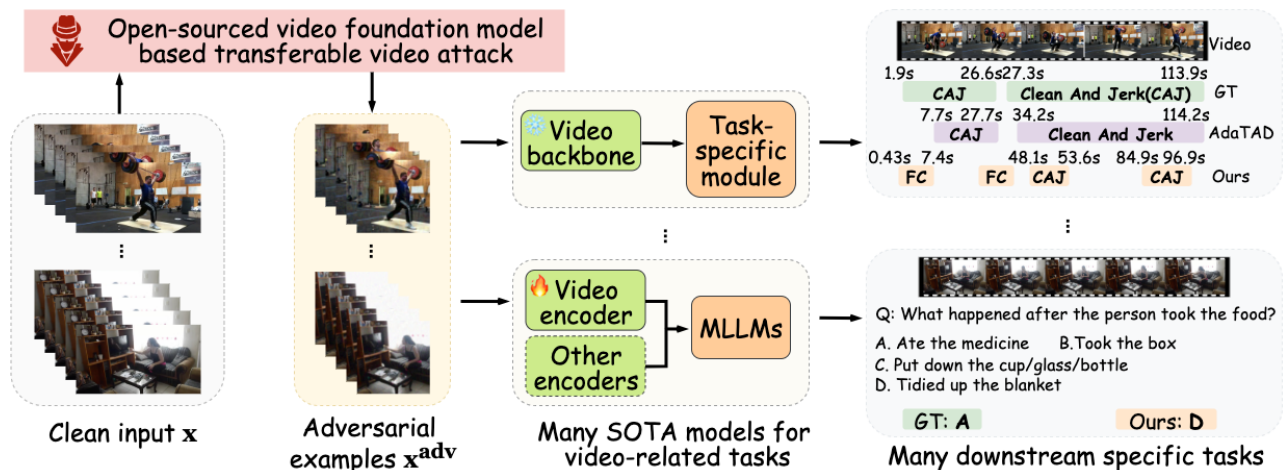 Open-sourced video foundation model
based transferable video attack
Clean input x
Adversarial
examples x^adv
Video
backbone
Task-
specific
module
Video
encoder
Other
encoders
MLLMs
Many SOTA models for
video-related tasks
Video
1.9s 26.6s 27.3s 113.9s
CAJ Clean And Jerk(CAJ) GT
7.7s 27.7s 34.2s 114.2s
CAJ Clean And Jerk AdaTAD
0.43s 7.4s 48.1s 53.6s 84.9s 96.9s
FC FC CAJ CAJ Ours
Q: What happened after the person took the food?
A. Ate the medicine B.Took the box
C. Put down the cup/glass/bottle
D. Tidied up the blanket
GT: A Ours: D
Many downstream specific tasks